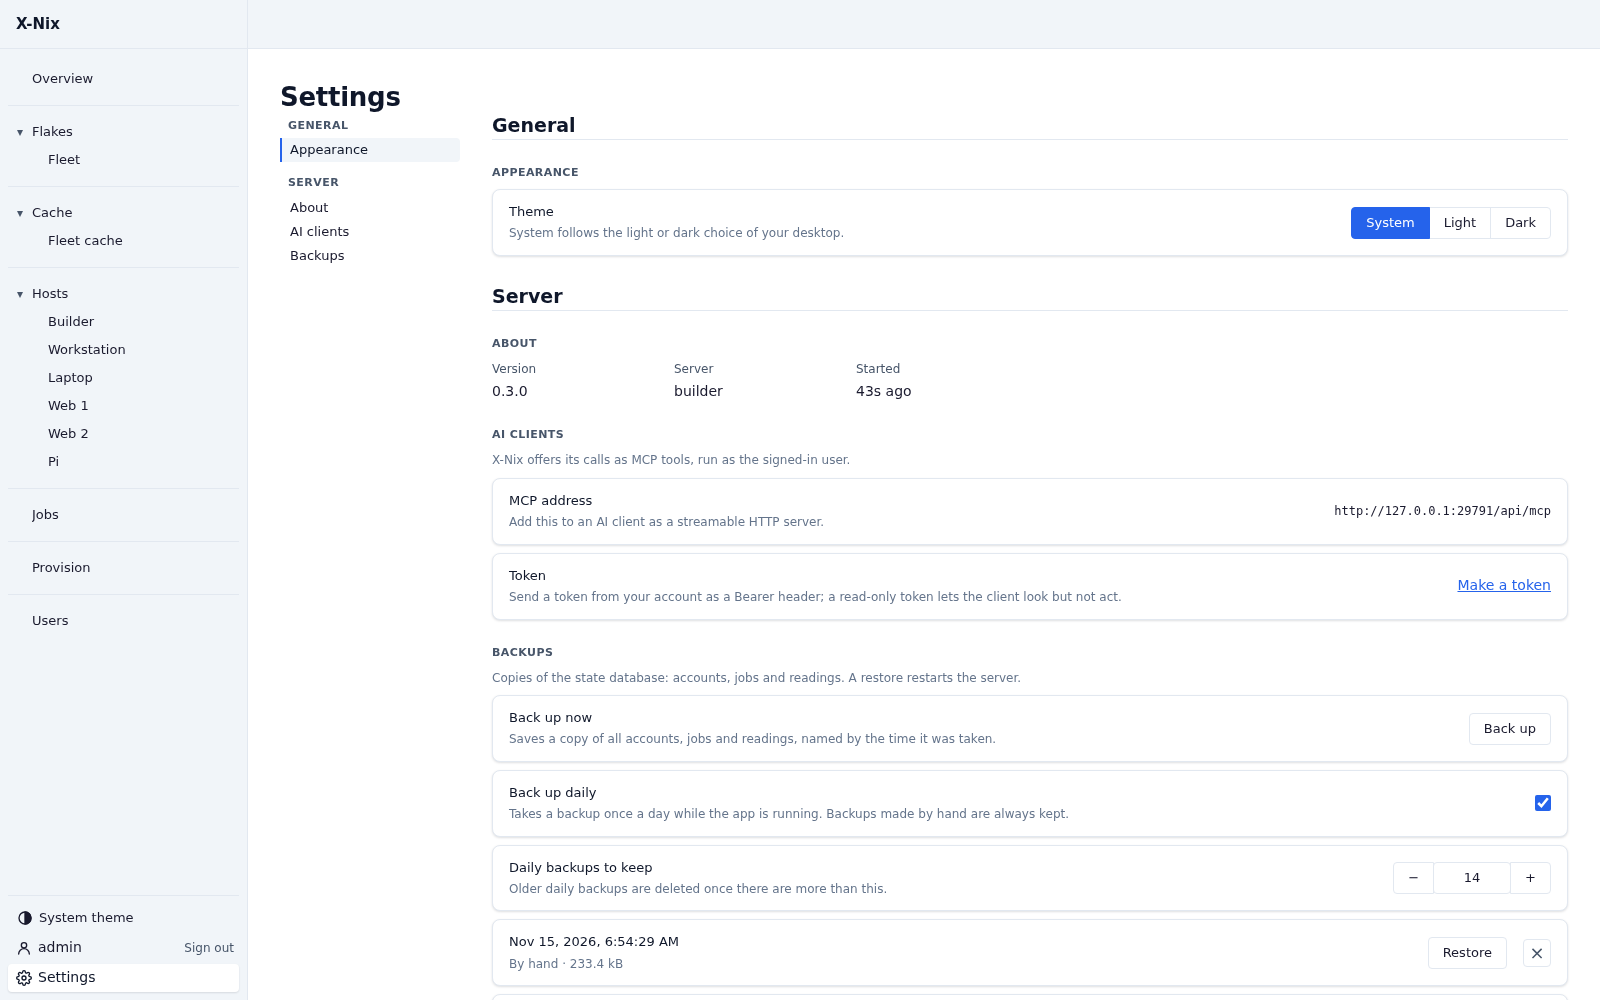 X-Nix
Overview
Flakes
Fleet
Cache
Fleet cache
Hosts
Builder
Workstation
Laptop
Web 1
Web 2
Pi
Jobs
Provision
Users
System theme
admin
Sign out
Settings
Settings
GENERAL
Appearance
SERVER
About
AI clients
Backups
General
APPEARANCE
Theme
System follows the light or dark choice of your desktop.
System
Light
Dark
Server
ABOUT
Version
Server
Started
0.3.0
builder
43s ago
AI CLIENTS
X-Nix offers its calls as MCP tools, run as the signed-in user.
MCP address
Add this to an AI client as a streamable HTTP server.
http://127.0.0.1:29791/api/mcp
Token
Send a token from your account as a Bearer header; a read-only token lets the client look but not act.
Make a token
BACKUPS
Copies of the state database: accounts, jobs and readings. A restore restarts the server.
Back up now
Saves a copy of all accounts, jobs and readings, named by the time it was taken.
Back up
Back up daily
Takes a backup once a day while the app is running. Backups made by hand are always kept.
Daily backups to keep
Older daily backups are deleted once there are more than this.
− 14 +
Nov 15, 2026, 6:54:29 AM
By hand · 233.4 kB
Restore